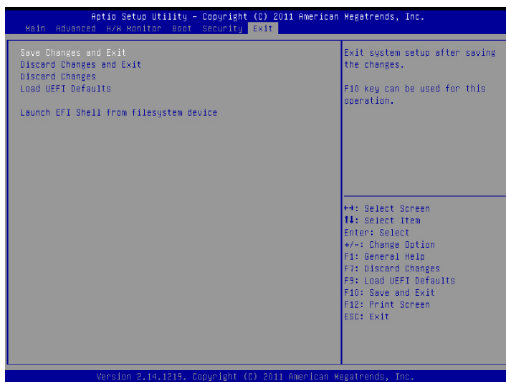 Aptio Setup Utility - Copyright (C) 2011 American Megatrends, Inc.
Main Advanced H/W Monitor Boot Security Exit
Save Changes and Exit
Discard Changes and Exit
Discard Changes
Load UEFI Defaults
Launch EFI Shell from filesystem device
Exit system setup after saving
the changes.
F10 key can be used for this
operation.
→←: Select Screen
↑↓: Select Item
Enter: Select
+/-: Change Option
F1: General Help
F7: Discard Changes
F9: Load UEFI Defaults
F10: Save and Exit
F12: Print Screen
ESC: Exit
Version 2.14.1219. Copyright (C) 2011 American Megatrends, Inc.